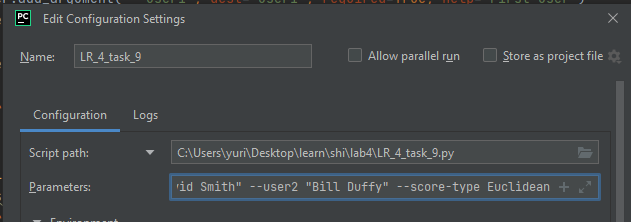 PC Edit Configuration Settings
Name: LR_4_task_9 Allow parallel run Store as project file
Configuration Logs
Script path: C:\Users\yuri\Desktop\learn\shi\lab4\LR_4_task_9.py
Parameters: Smith" --user2 "Bill Duffy" --score-type Euclidean